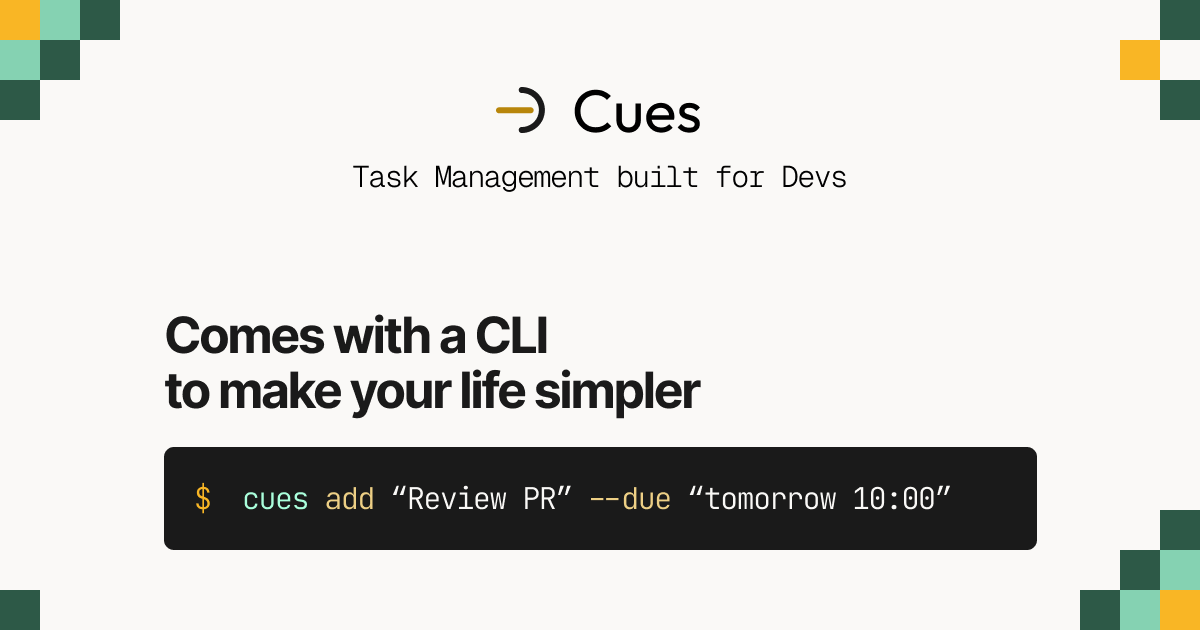 Cues
Task Management built for Devs
Comes with a CLI
to make your life simpler
$ cues add “Review PR” --due “tomorrow 10:00”